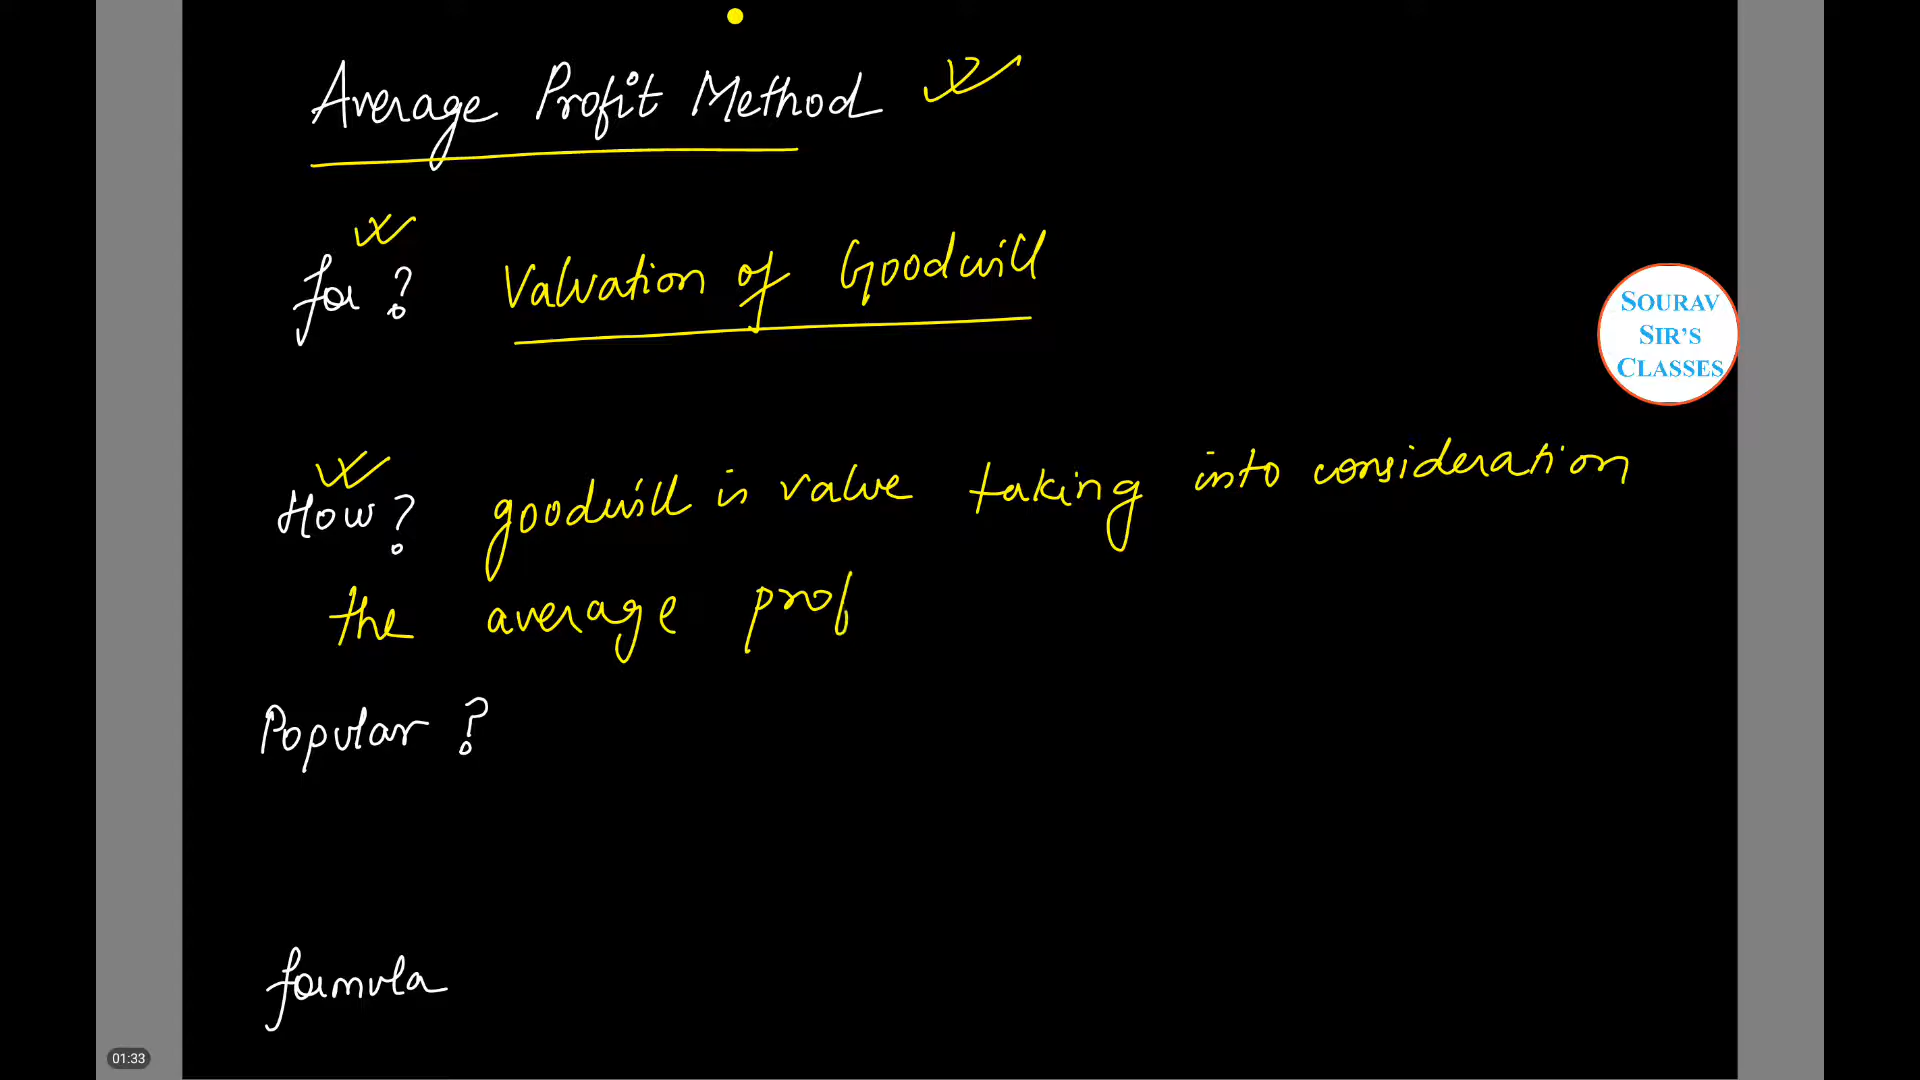 Average Profit Method
for? Valuation of Goodwill
SOURAV
SIR'S
CLASSES
How? goodwill is value taking into consideration
the average prof
Popular?
formula
01:33